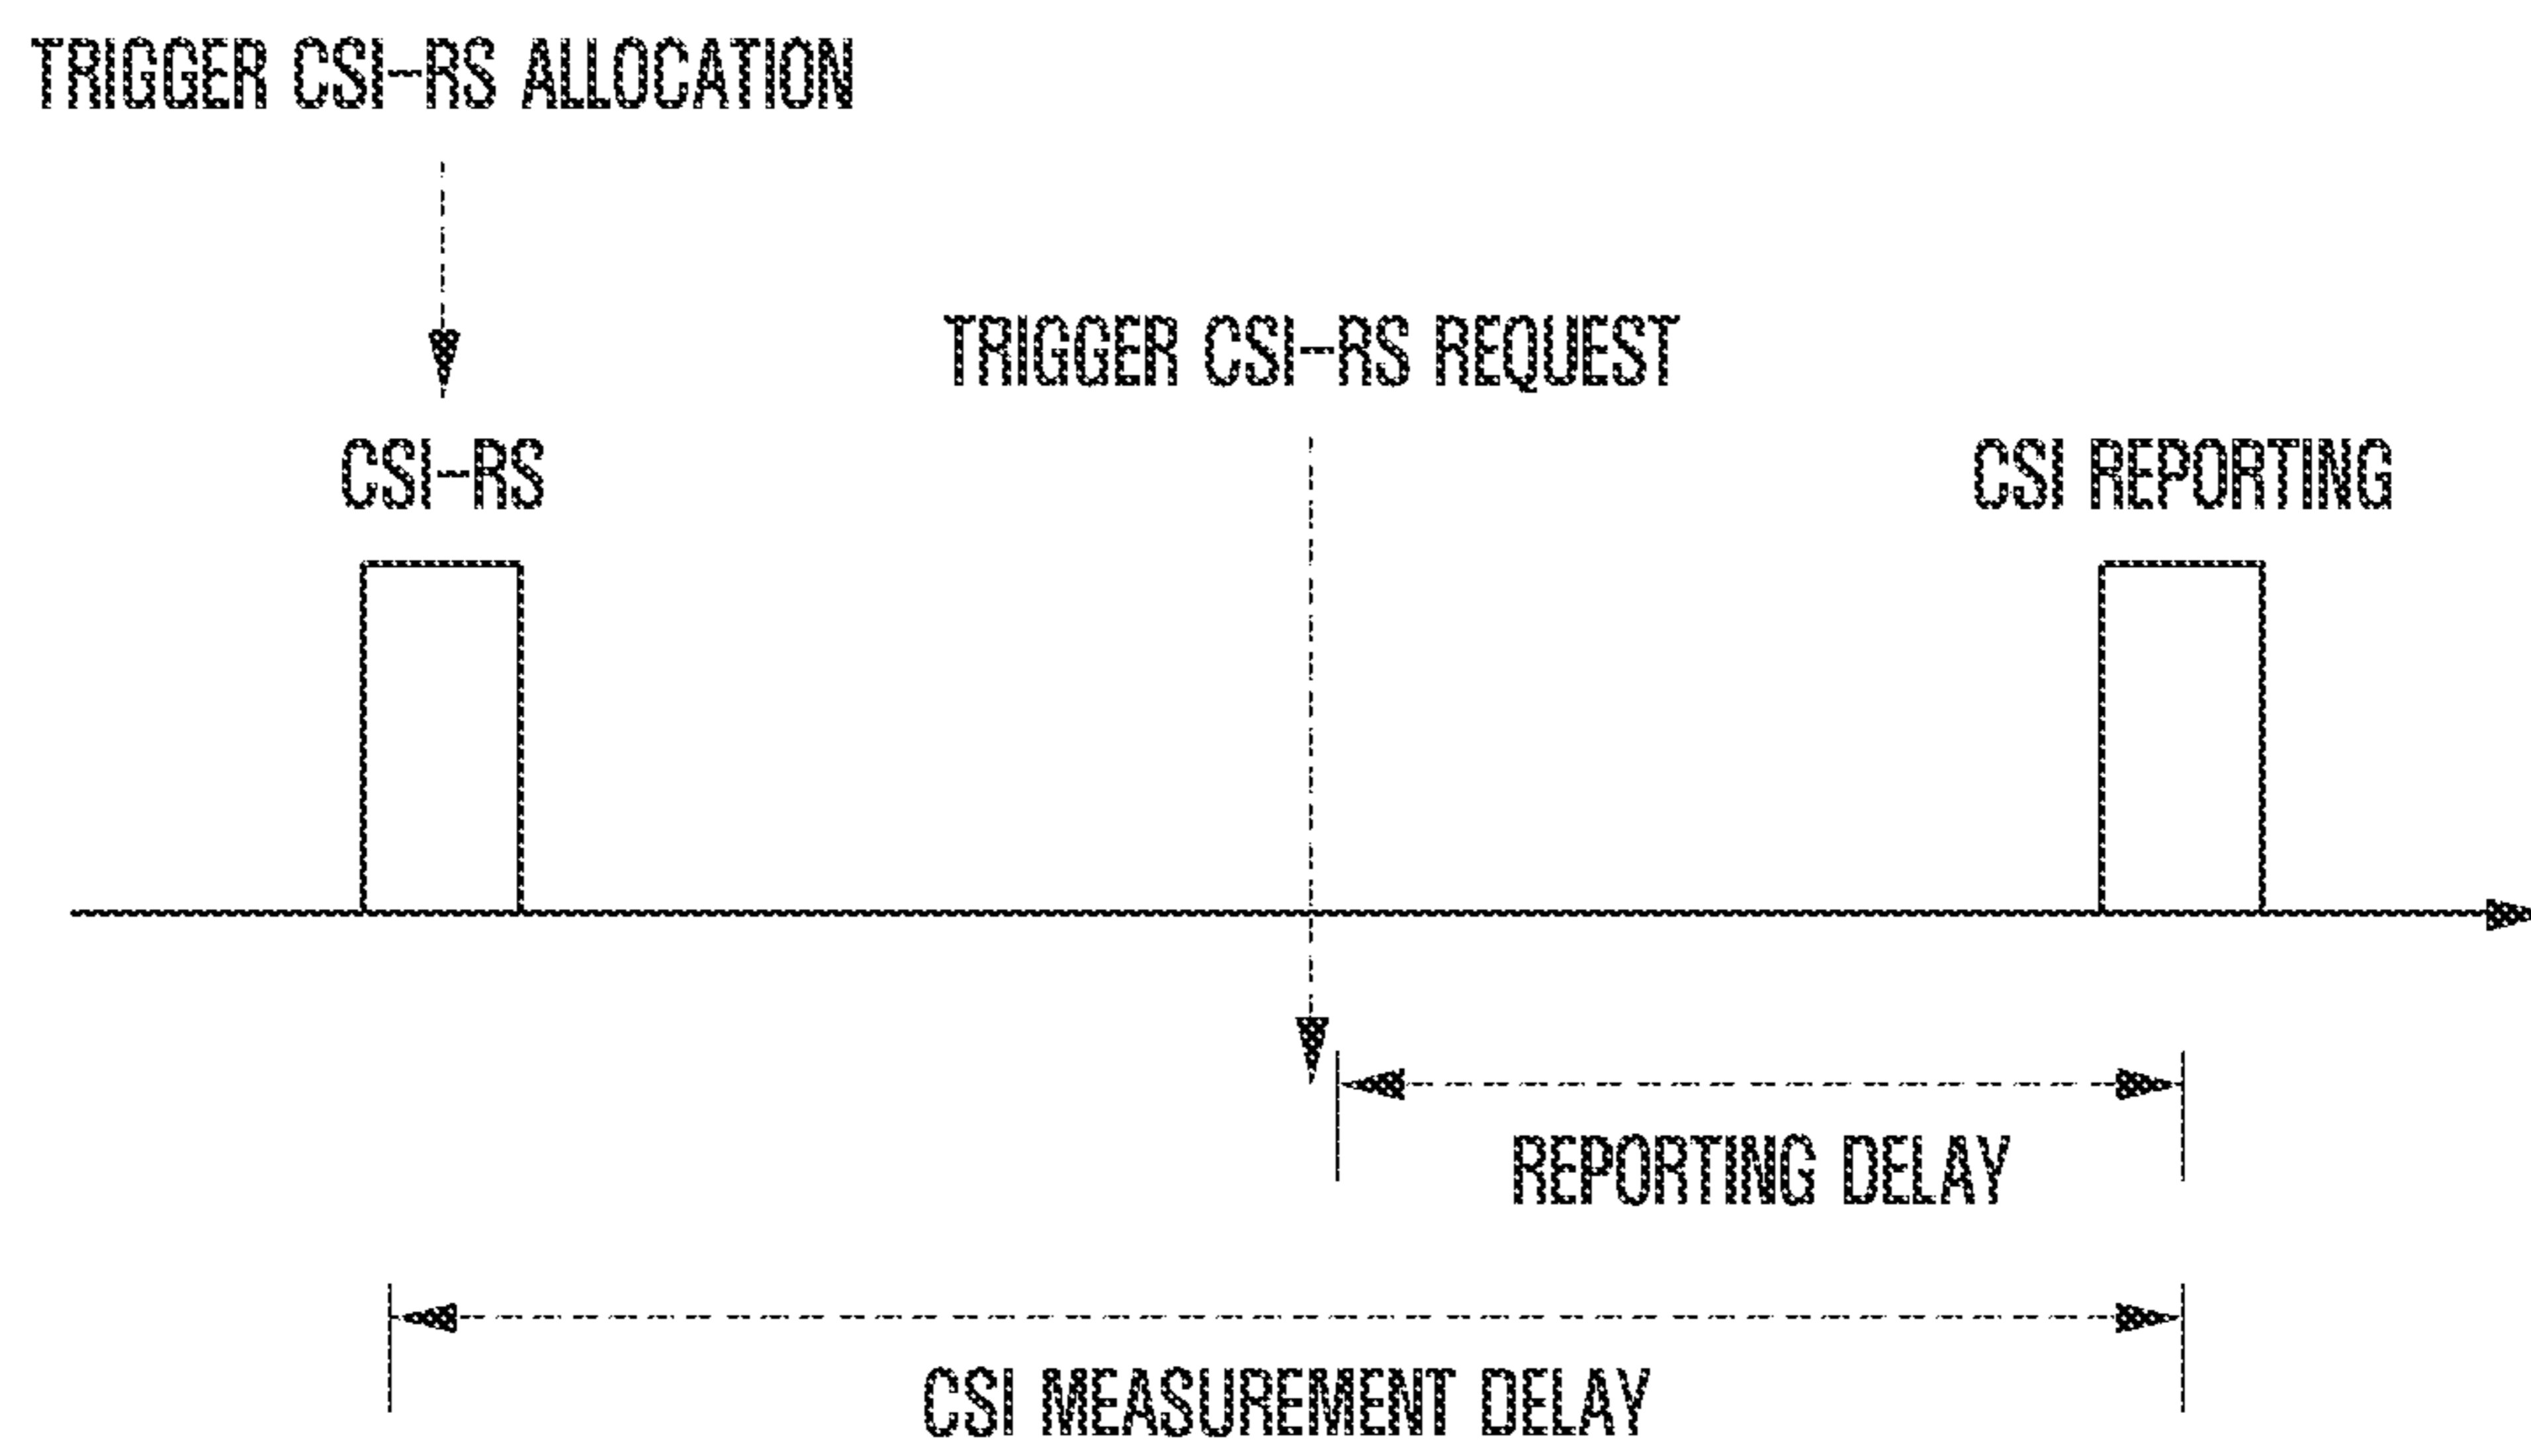 TRIGGER CSI-RS ALLOCATION
TRIGGER CSI-RS REQUEST
CSI-RS
CSI REPORTING
REPORTING DELAY
CSI MEASUREMENT DELAY